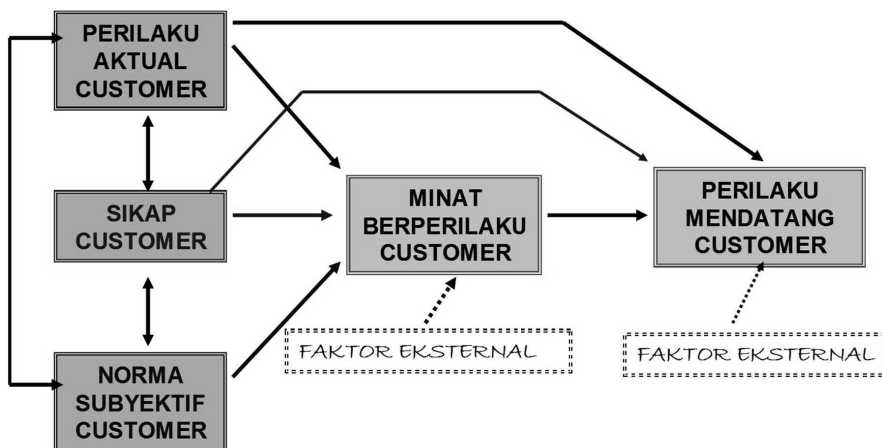 PERILAKU
AKTUAL
CUSTOMER
SIKAP
CUSTOMER
NORMA
SUBYEKTIF
CUSTOMER
MINAT
BERPERILAKU
CUSTOMER
FAKTOR EKSTERNAL
PERILAKU
MENDATANG
CUSTOMER
FAKTOR EKSTERNAL